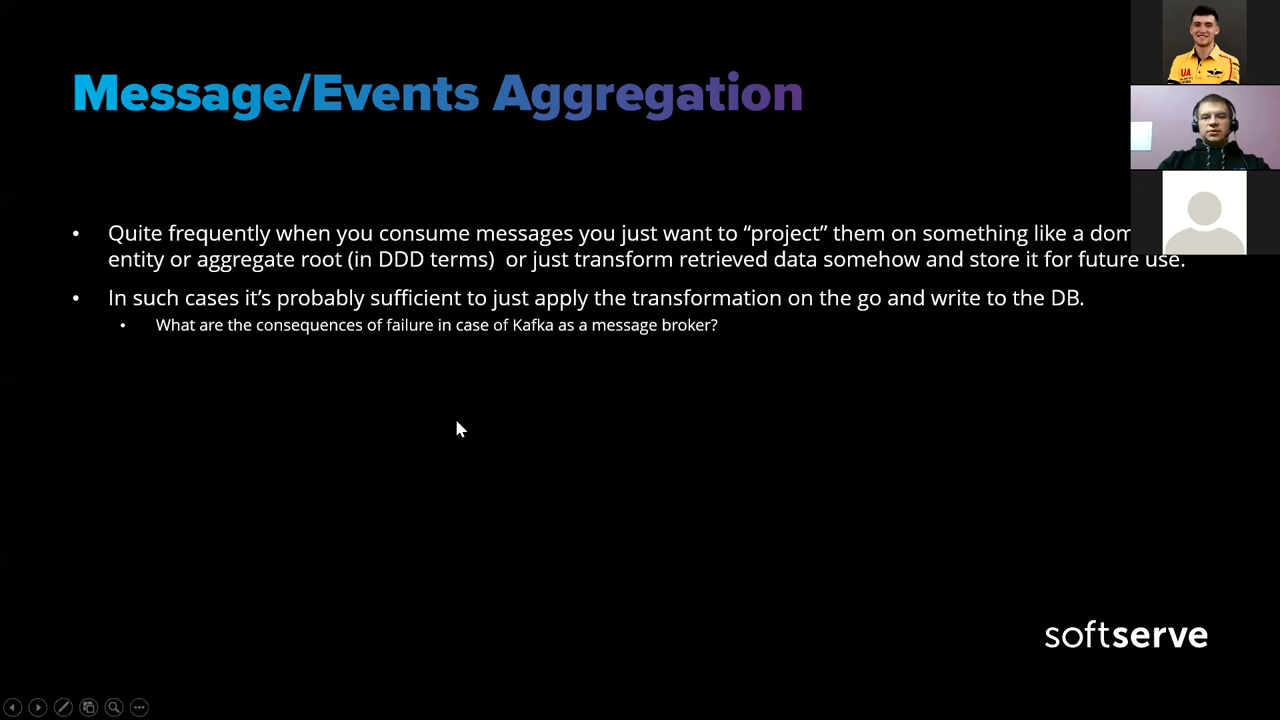 Message/Events Aggregation
• Quite frequently when you consume messages you just want to “project” them on something like a dom
entity or aggregate root (in DDD terms)  or just transform retrieved data somehow and store it for future use.
• In such cases it’s probably sufficient to just apply the transformation on the go and write to the DB.
• What are the consequences of failure in case of Kafka as a message broker?
softserve
UA